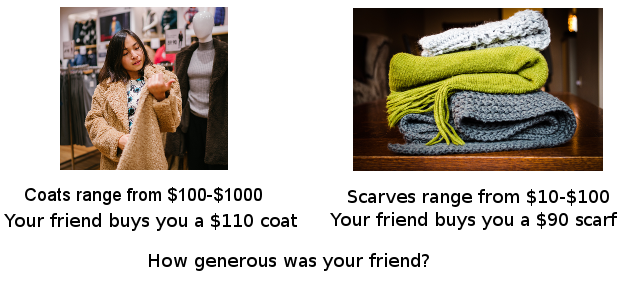 Coats range from $100-$1000
Your friend buys you a $110 coat
Scarves range from $10-$100
Your friend buys you a $90 scarf
How generous was your friend?